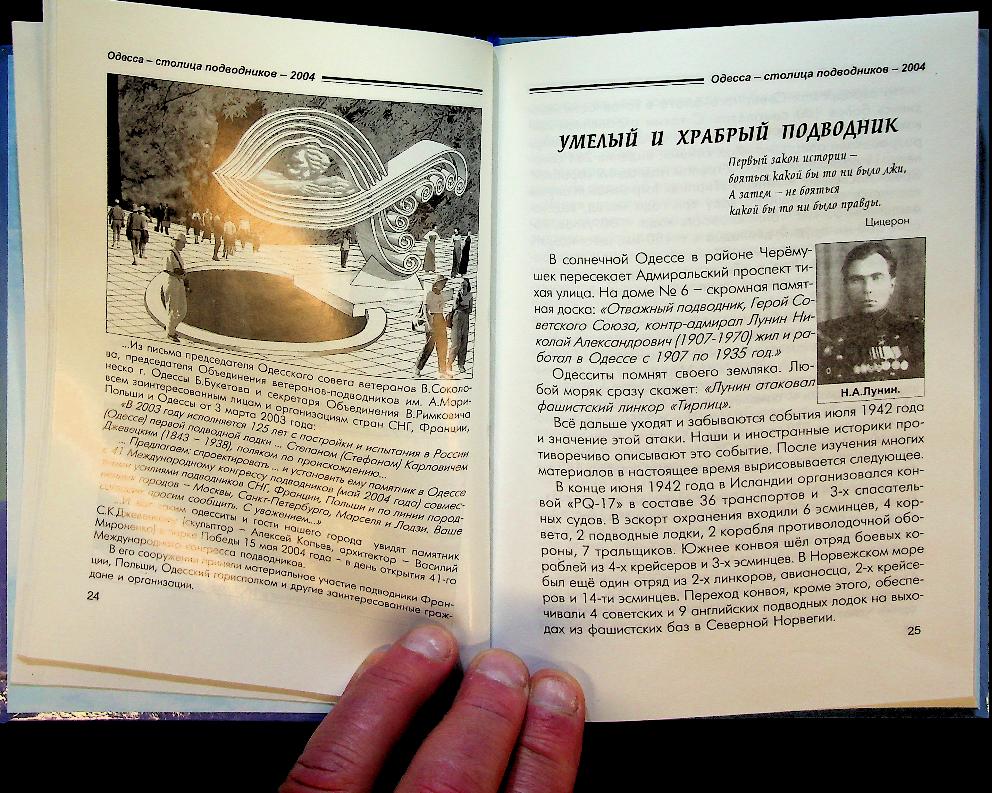 Одесса – столица подводников – 2004
...Из письма председателя Одесского совета ветеранов В.Соколо-
ва, председателя Объединения ветеранов-подводников им. А.Мари-
неско г. Одессы Б.Букетова и секретаря Объединения В.Римковича
всем заинтересованным лицам и организациям стран СНГ, Франции,
Польши и Одессы от 3 марта 2003 года:
«В 2003 году исполняется 125 лет с постройки и испытания в России
(Одессе) первой подводной лодки ... Степаном (Стефаном) Карловичем
Джевецким (1843 – 1938), поляком по происхождению...
... Предлагаем: спроектировать ... и установить ему памятник в Одессе
к 41 Международному конгрессу подводников (май 2004 года) совмес-
тными усилиями подводников СНГ, Франции, Польши и по линии пород-
нённых городов – Москвы, Санкт-Петербурга, Марселя и Лодзи. Ваше
согласие просим сообщить. С уважением...»
...И вот таким одесситы и гости нашего города увидят памятник
С.К.Джевецкому (скульптор – Алексей Копьев, архитектор – Василий
Мироненко) в парке Победы 15 мая 2004 года – в день открытия 41-го
Международного конгресса подводников.
В его сооружении приняли материальное участие подводники Фран-
ции, Польши, Одесский горисполком и другие заинтересованные граж-
дане и организации.
24
Одесса – столица подводников – 2004
УМЕЛЫЙ И ХРАБРЫЙ ПОДВОДНИК
Первый закон истории –
бояться какой бы то ни было лжи,
А затем – не бояться
какой бы то ни было правды.
Цицерон
В солнечной Одессе в районе Черёму-
шек пересекает Адмиральский проспект ти-
хая улица. На доме № 6 – скромная памят-
ная доска: «Отважный подводник, Герой Со-
ветского Союза, контр-адмирал Лунин Ни-
колай Александрович (1907-1970) жил и ра-
ботал в Одессе с 1907 по 1935 год.»
Одесситы помнят своего земляка. Лю-
бой моряк сразу скажет: «Лунин атаковал
фашистский линкор «Тирпиц».
Н.А.Лунин.
Всё дальше уходят и забываются события июля 1942 года
и значение этой атаки. Наши и иностранные историки про-
тиворечиво описывают это событие. После изучения многих
материалов в настоящее время вырисовывается следующее.
В конце июня 1942 года в Исландии организовался кон-
вой «PQ-17» в составе 36 транспортов и 3-х спасатель-
ных судов. В эскорт охранения входили 6 эсминцев, 4 кор-
вета, 2 подводные лодки, 2 корабля противолодочной обо-
роны, 7 тральщиков. Южнее конвоя шёл отряд боевых ко-
раблей из 4-х крейсеров и 3-х эсминцев. В Норвежском море
был ещё один отряд из 2-х линкоров, авианосца, 2-х крейсе-
ров и 14-ти эсминцев. Переход конвоя, кроме этого, обеспе-
чивали 4 советских и 9 английских подводных лодок на выхо-
дах из фашистских баз в Северной Норвегии.
25